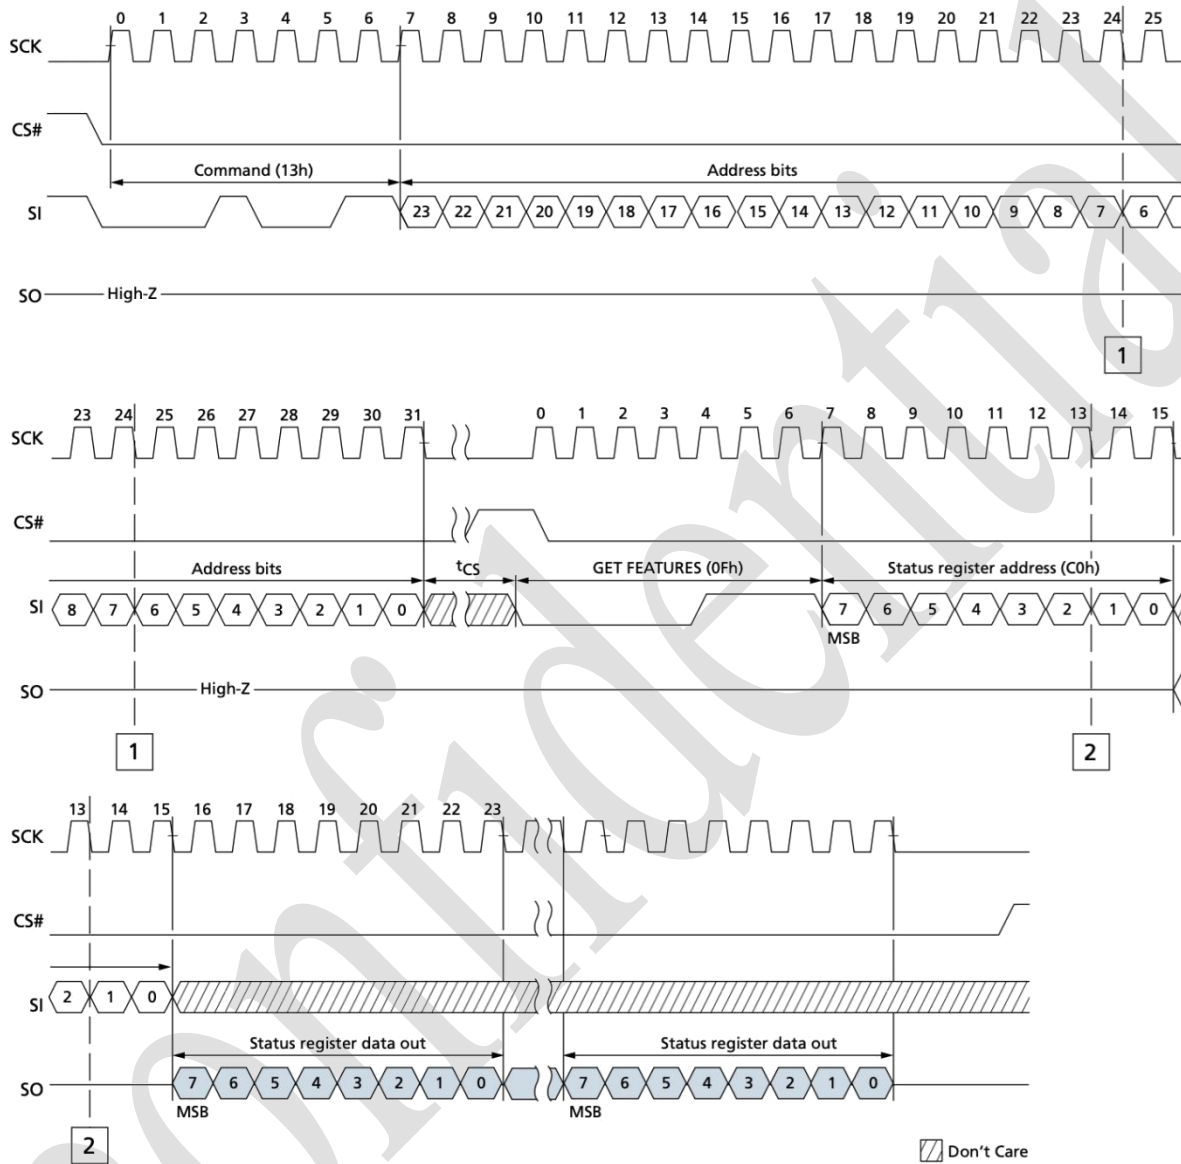 0 1 2 3 4 5 6 7 8 9 10 11 12 13 14 15 16 17 18 19 20 21 22 23 24 25
SCK
CS#
Command (13h) Address bits
SI 23 22 21 20 19 18 17 16 15 14 13 12 11 10 9 8 7 6
SO High-Z
1
23 24 25 26 27 28 29 30 31 0 1 2 3 4 5 6 7 8 9 10 11 12 13 14 15
SCK
CS#
Address bits tCS GET FEATURES (0Fh) Status register address (C0h)
SI 8 7 6 5 4 3 2 1 0 7 6 5 4 3 2 1 0
MSB
SO High-Z
1 2
13 14 15 16 17 18 19 20 21 22 23
SCK
CS#
SI 2 1 0
Status register data out Status register data out
SO 7 6 5 4 3 2 1 0 7 6 5 4 3 2 1 0
MSB MSB
2
Don't Care
onfidential